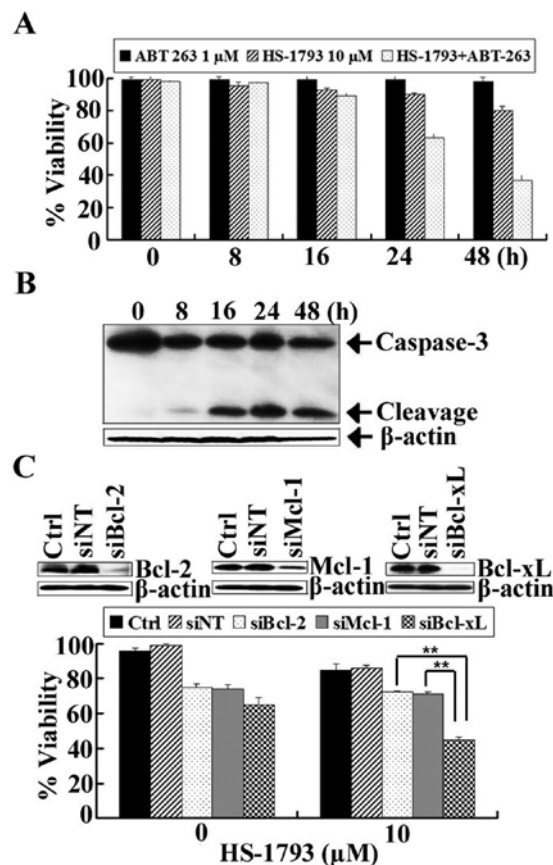 A
ABT 263 1 μM HS-1793 10 μM HS-1793+ABT-263
% Viability
100
80
60
40
20
0
0 8 16 24 48 (h)
B
0 8 16 24 48 (h)
Caspase-3
Cleavage
β-actin
C
Ctrl siNT siBcl-2
Bcl-2
β-actin
Ctrl siNT siMcl-1
Mcl-1
β-actin
Ctrl siNT siBcl-xL
Bcl-xL
β-actin
Ctrl siNT siBcl-2 siMcl-1 siBcl-xL
% Viability
100
80
60
40
20
0
**
**
0 10
HS-1793 (μM)